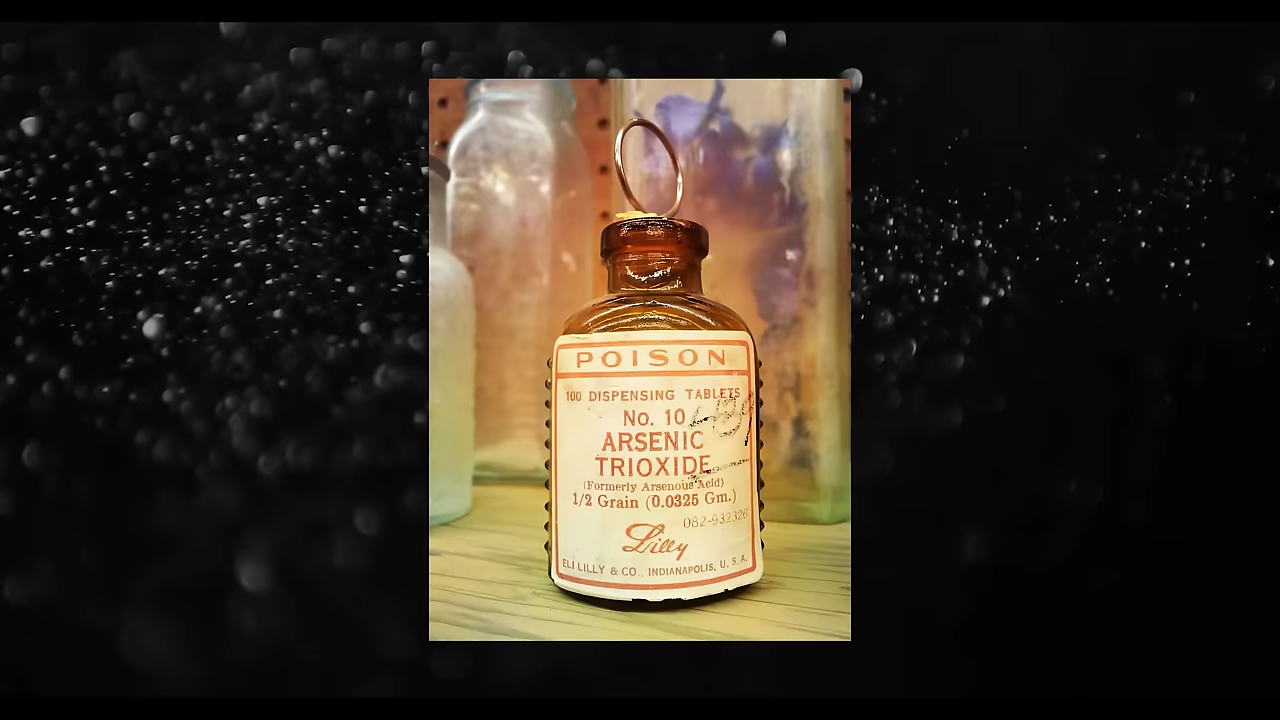 POISON
100 DISPENSING TABLETS
No. 10
ARSENIC
TRIOXIDE
(Formerly Arsenous Acid)
1/2 Grain (0.0325 Gm.)
082-932326
Lilly
ELI LILLY & CO., INDIANAPOLIS, U. S. A.